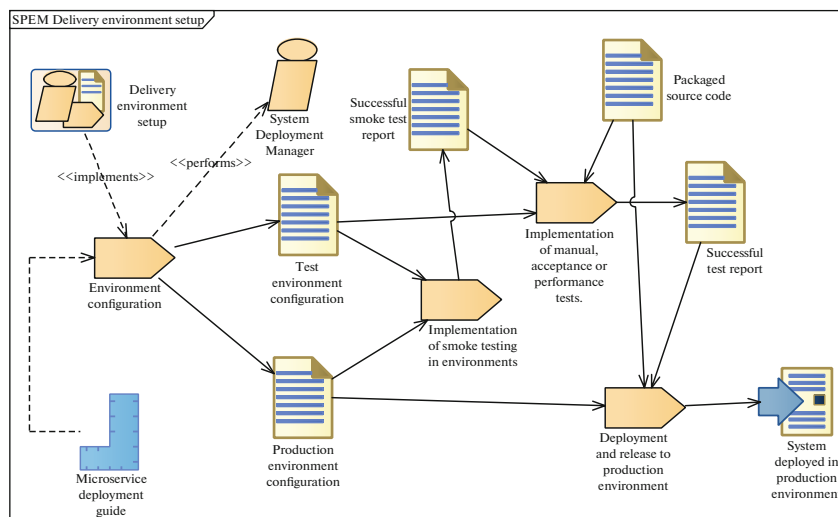 SPEM Delivery environment setup
Delivery
environment
setup
System
Deployment
Manager
Successful
smoke test
report
Packaged
source code
<<implements>>
<<performs>>
Environment
configuration
Test
environment
configuration
Implementation
of manual,
acceptance or
performance
tests.
Successful
test report
Implementation
of smoke testing
in environments
Microservice
deployment
guide
Production
environment
configuration
Deployment
and release to
production
environment
System
deployed in
production
environmen